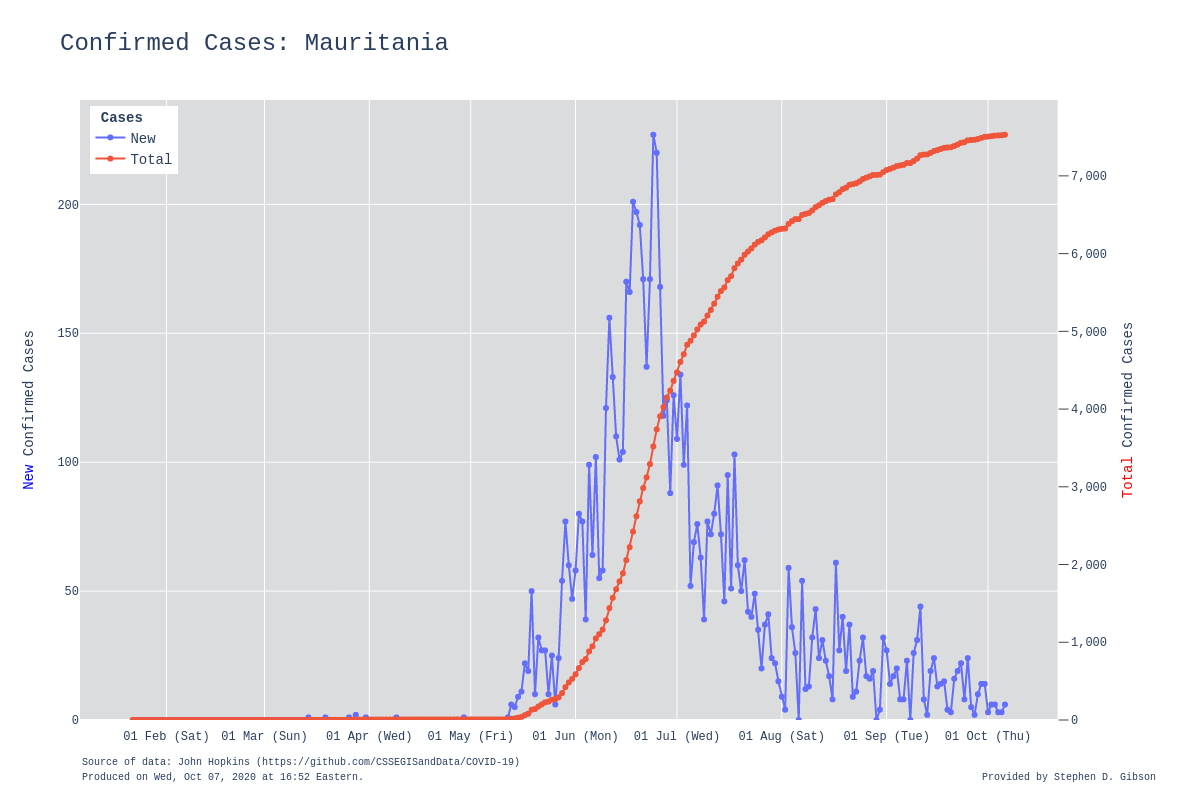 Confirmed Cases: Mauritania
Cases
New
Total
200
150
100
50
0
7,000
6,000
5,000
4,000
3,000
2,000
1,000
0
New Confirmed Cases
Total Confirmed Cases
01 Feb (Sat) 01 Mar (Sun) 01 Apr (Wed) 01 May (Fri) 01 Jun (Mon) 01 Jul (Wed) 01 Aug (Sat) 01 Sep (Tue) 01 Oct (Thu)
Source of data: John Hopkins (https://github.com/CSSEGISandData/COVID-19)
Produced on Wed, Oct 07, 2020 at 16:52 Eastern.
Provided by Stephen D. Gibson